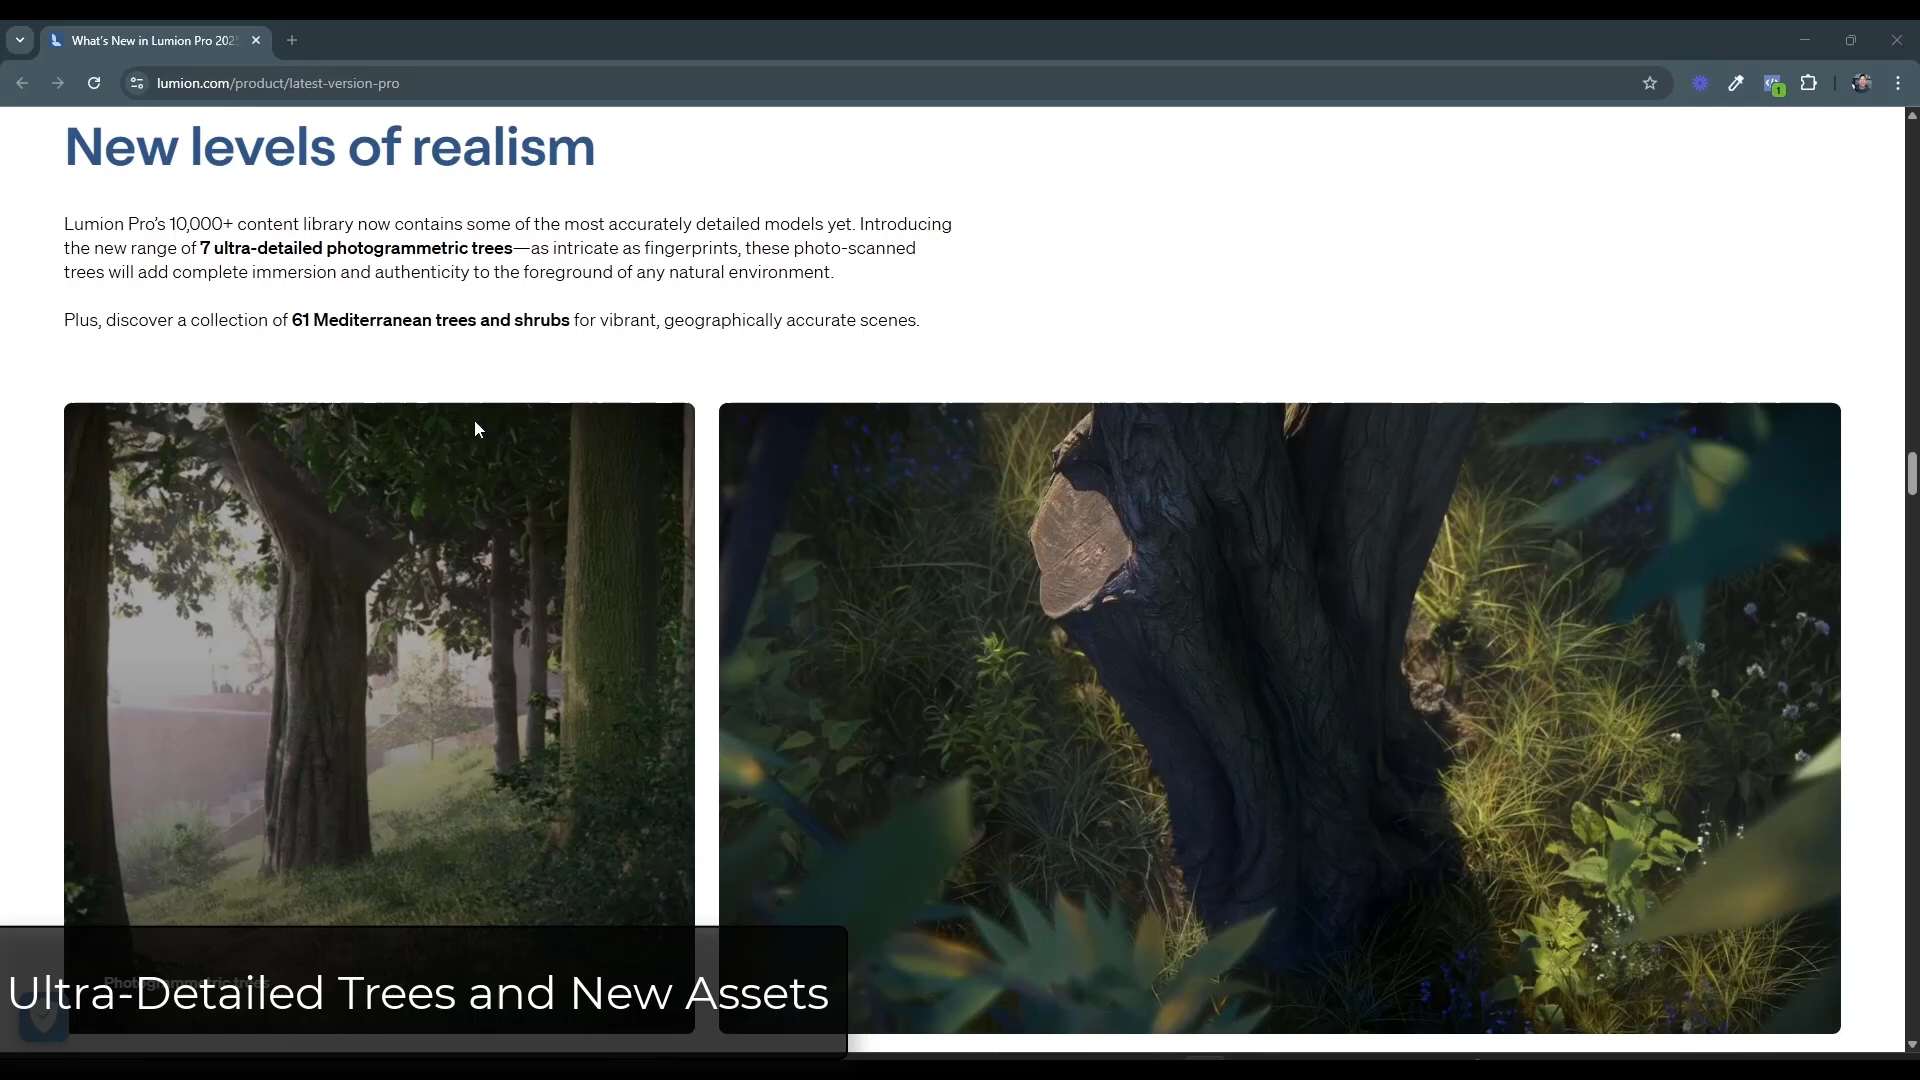 What's New in Lumion Pro 202
lumion.com/product/latest-version-pro
1
New levels of realism
Lumion Pro’s 10,000+ content library now contains some of the most accurately detailed models yet. Introducing
the new range of 7 ultra-detailed photogrammetric trees—as intricate as fingerprints, these photo-scanned
trees will add complete immersion and authenticity to the foreground of any natural environment.
Plus, discover a collection of 61 Mediterranean trees and shrubs for vibrant, geographically accurate scenes.
Photogrammetric trees
Ultra-Detailed Trees and New Assets